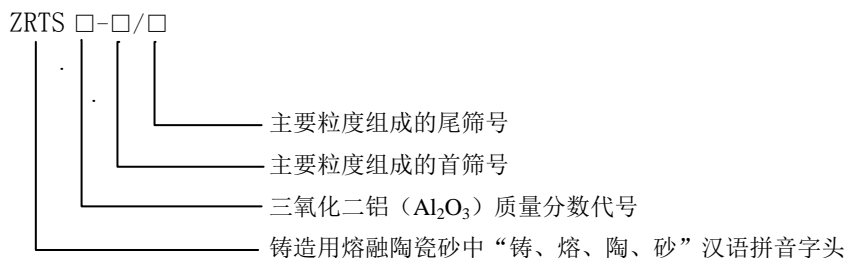 ZRTS □-□/□
主要粒度组成的尾筛号
主要粒度组成的首筛号
三氧化二铝（Al₂O₃）质量分数代号
铸造用熔融陶瓷砂中“铸、熔、陶、砂”汉语拼音字头